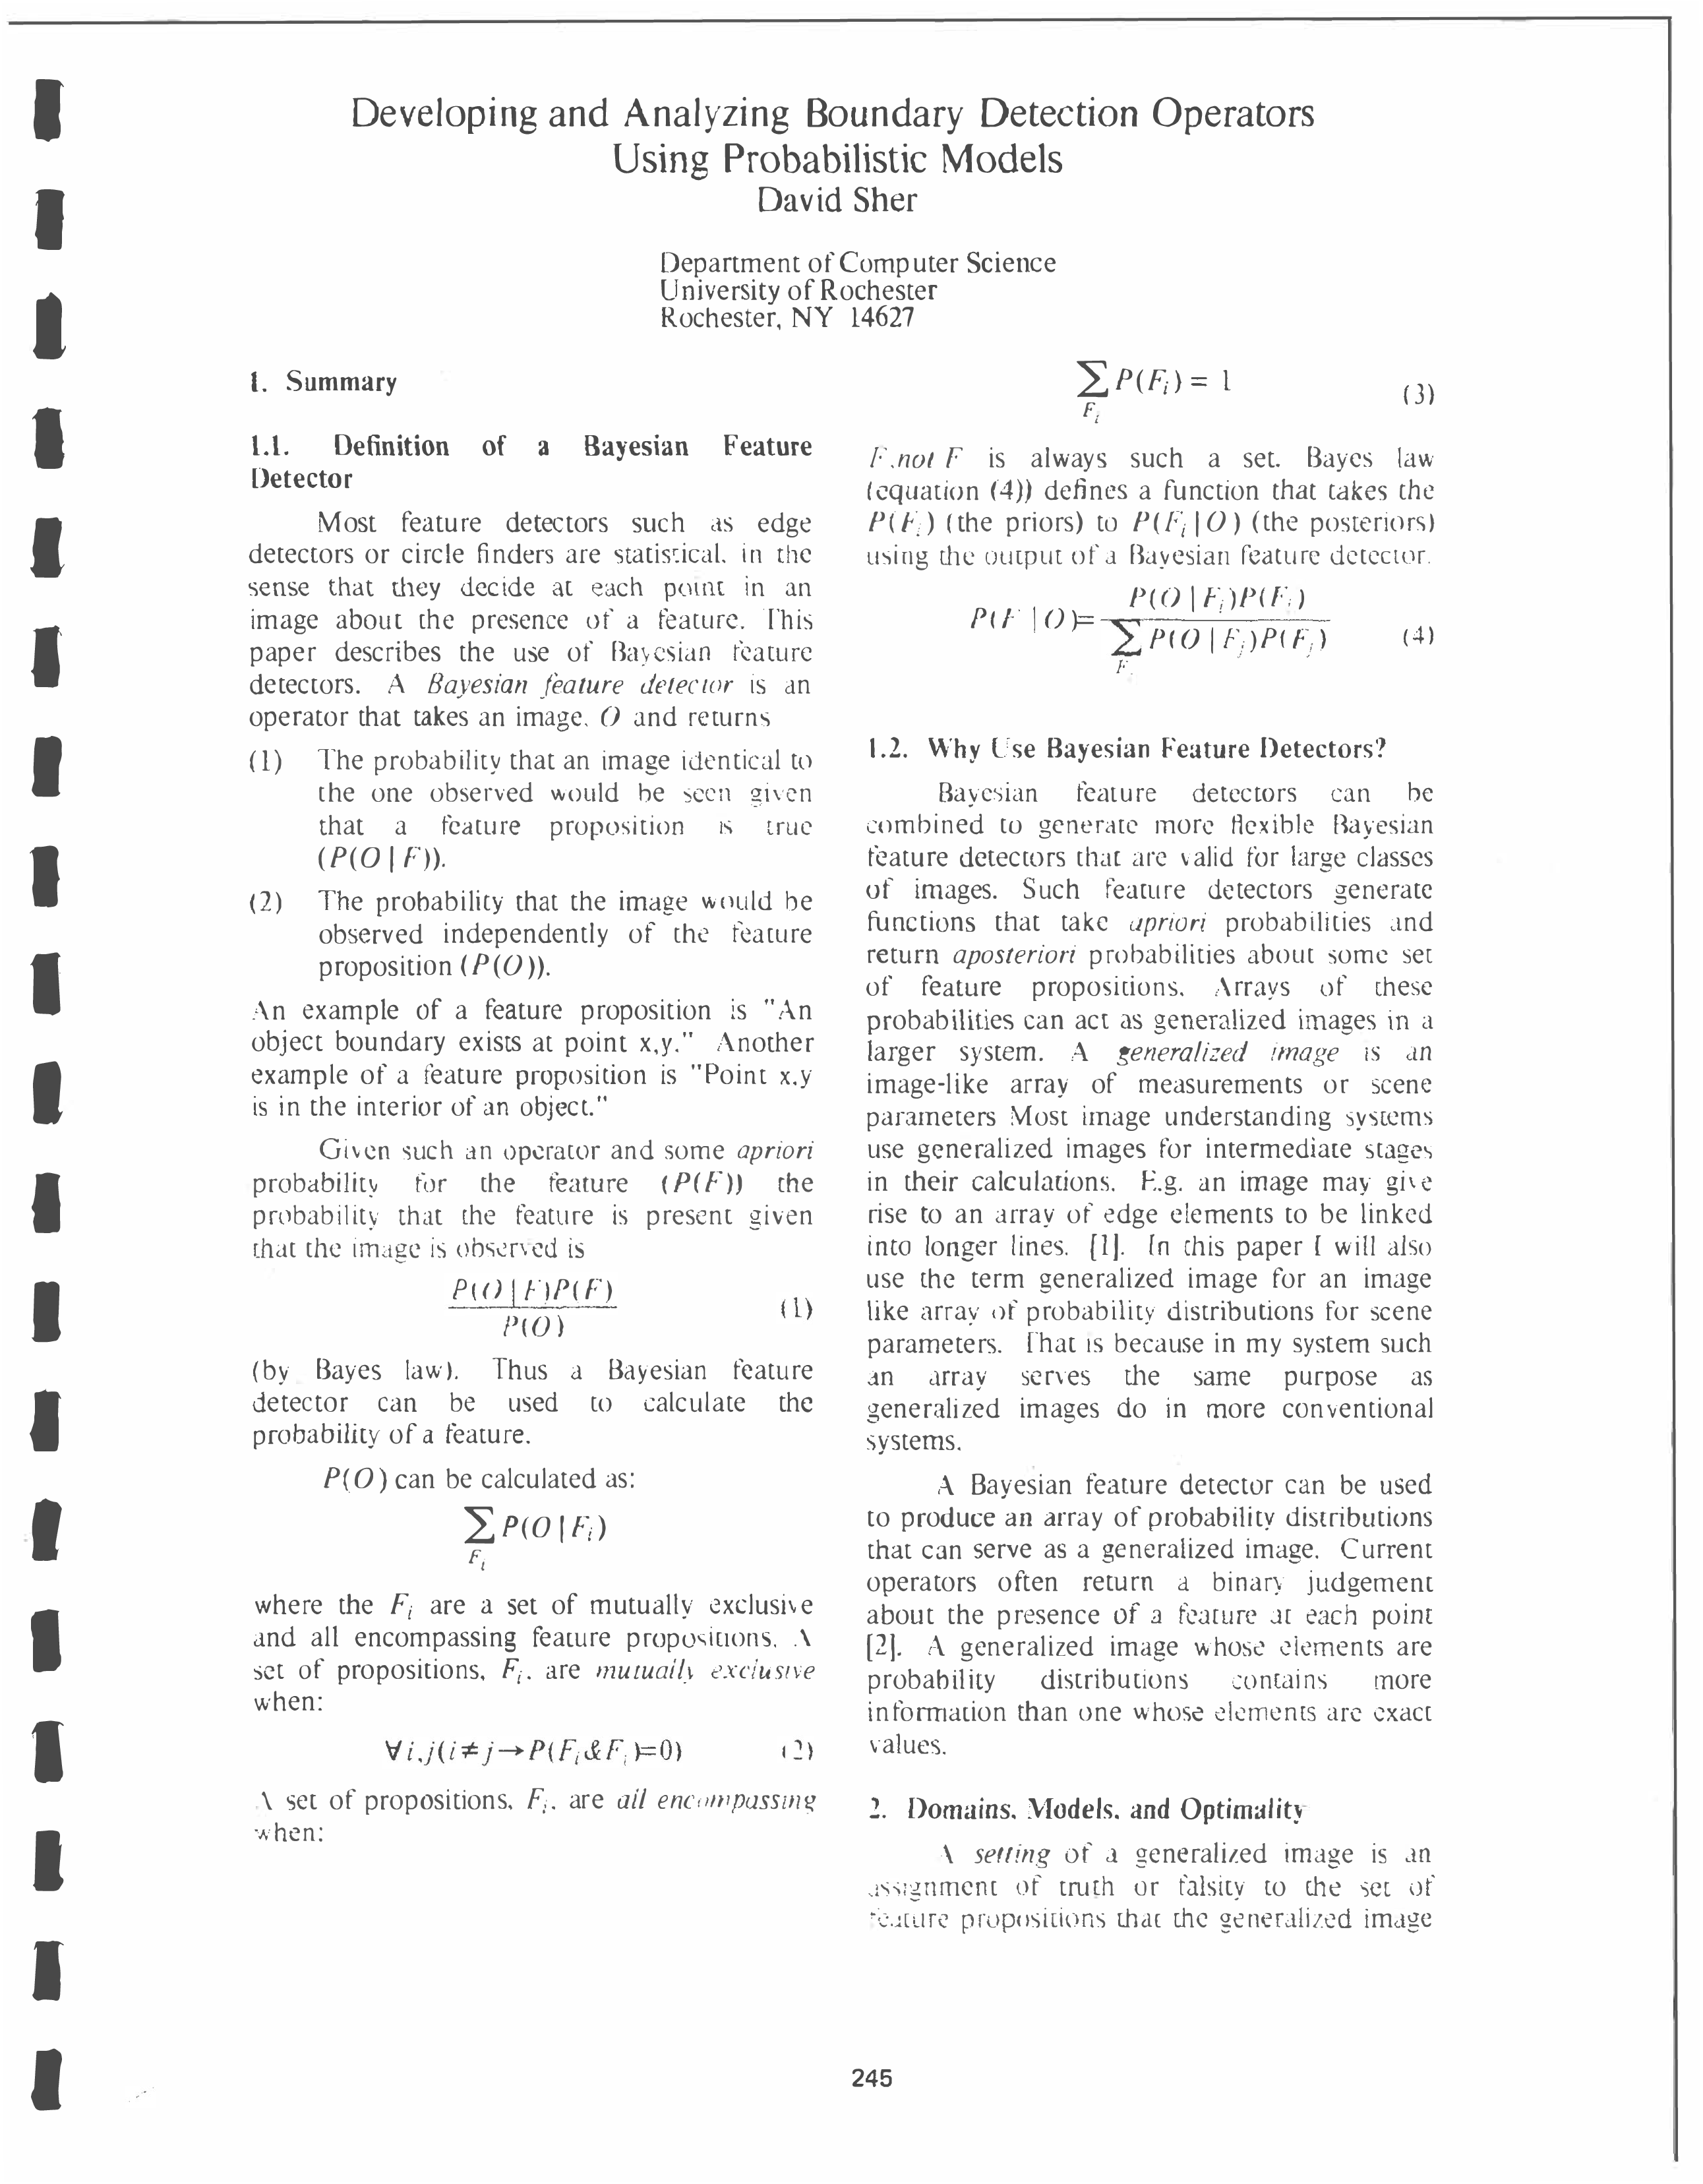 Developing and Analyzing Boundary Detection Operators
Using Probabilistic Models
David Sher
Department of Computer Science
University of Rochester
Rochester, NY 14627
1. Summary
1.1. Definition of a Bayesian Feature
Detector
Most feature detectors such as edge
detectors or circle finders are statistical, in the
sense that they decide at each point in an
image about the presence of a feature. This
paper describes the use of Bayesian feature
detectors. A Bayesian feature detector is an
operator that takes an image, O and returns
(1) The probability that an image identical to
the one observed would be seen given
that a feature proposition is true
(P(O | F)).
(2) The probability that the image would be
observed independently of the feature
proposition (P(O)).
An example of a feature proposition is "An
object boundary exists at point x,y." Another
example of a feature proposition is "Point x,y
is in the interior of an object."
Given such an operator and some apriori
probability for the feature (P(F)) the
probability that the feature is present given
that the image is observed is
P(O | F)P(F)
P(O)
(1)
(by Bayes law). Thus a Bayesian feature
detector can be used to calculate the
probability of a feature.
P(O) can be calculated as:
∑ P(O | F_i)
F_i
where the F_i are a set of mutually exclusive
and all encompassing feature propositions. A
set of propositions, F_i, are mutually exclusive
when:
∀i,j(i≠j→P(F_i&F_j)=0) (2)
A set of propositions, F_i, are all encompassing
when:
∑ P(F_i) = 1 (3)
F_i
F,not F is always such a set. Bayes law
(equation (4)) defines a function that takes the
P(F_i) (the priors) to P(F_i | O) (the posteriors)
using the output of a Bayesian feature detector.
P(O | F_i)P(F_i)
P(F | O)=
∑ P(O | F_j)P(F_j) (4)
F
1.2. Why Use Bayesian Feature Detectors?
Bayesian feature detectors can be
combined to generate more flexible Bayesian
feature detectors that are valid for large classes
of images. Such feature detectors generate
functions that take apriori probabilities and
return aposteriori probabilities about some set
of feature propositions. Arrays of these
probabilities can act as generalized images in a
larger system. A generalized image is an
image-like array of measurements or scene
parameters Most image understanding systems
use generalized images for intermediate stages
in their calculations. E.g. an image may give
rise to an array of edge elements to be linked
into longer lines. [1]. In this paper I will also
use the term generalized image for an image
like array of probability distributions for scene
parameters. That is because in my system such
an array serves the same purpose as
generalized images do in more conventional
systems.
A Bayesian feature detector can be used
to produce an array of probability distributions
that can serve as a generalized image. Current
operators often return a binary judgement
about the presence of a feature at each point
[2]. A generalized image whose elements are
probability distributions contains more
information than one whose elements are exact
values.
2. Domains, Models, and Optimality
A setting of a generalized image is an
assignment of truth or falsity to the set of
feature propositions that the generalized image
245